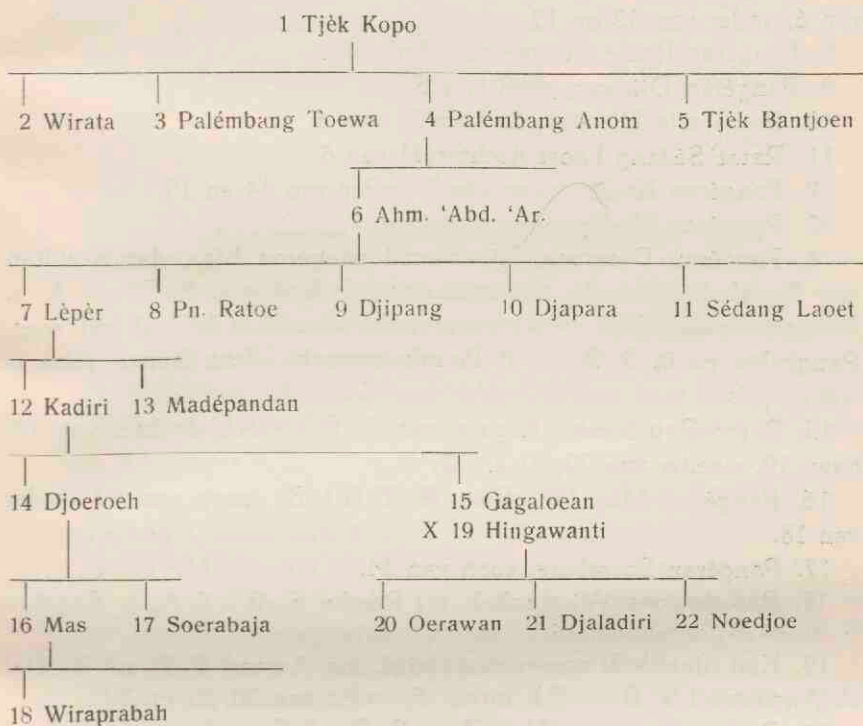 1 Tjèk Kopo
2 Wirata 3 Palémbang Toewa 4 Palémbang Anom 5 Tjèk Bantjoen
6 Ahm. ‘Abd. ‘Ar.
7 Lèpèr 8 Pn. Ratoe 9 Djipang 10 Djapara 11 Sédang Laoet
12 Kadiri 13 Madépandan
14 Djoeroeh 15 Gagaloean
X 19 Hingawanti
16 Mas 17 Soerabaja 20 Oerawan 21 Djaladiri 22 Noedjoe
18 Wiraprabah